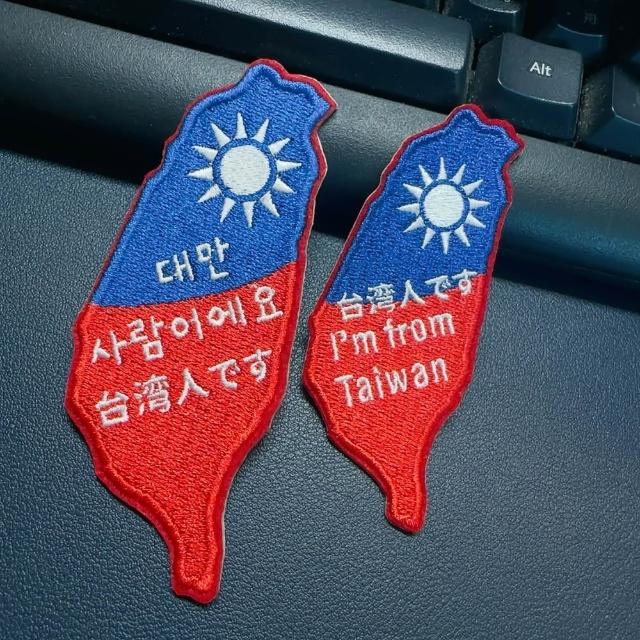 Alt
대만
사람이에요
台湾人です
台湾人です
I'm from
Taiwan